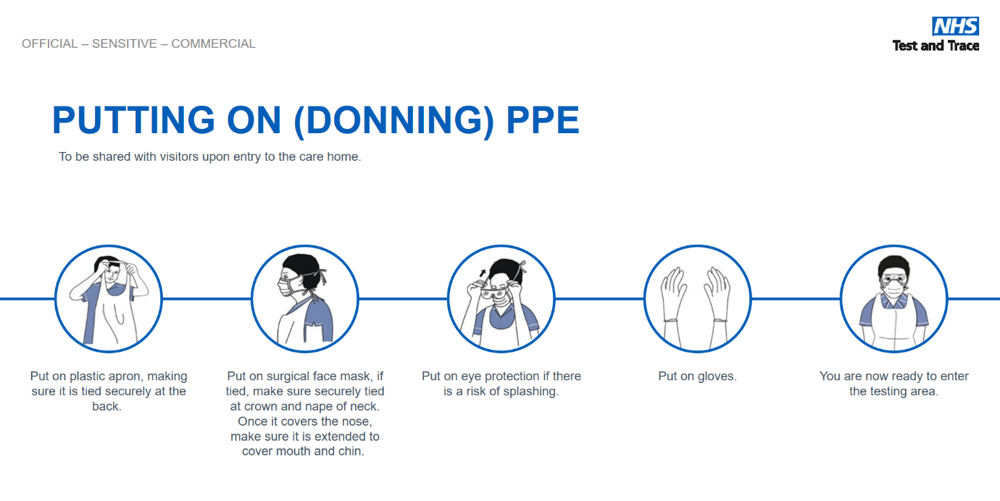 OFFICIAL – SENSITIVE – COMMERCIAL
NHS
Test and Trace
PUTTING ON (DONNING) PPE
To be shared with visitors upon entry to the care home.
Put on plastic apron, making
sure it is tied securely at the
back.
Put on surgical face mask, if
tied, make sure securely tied
at crown and nape of neck.
Once it covers the nose,
make sure it is extended to
cover mouth and chin.
Put on eye protection if there
is a risk of splashing.
Put on gloves.
You are now ready to enter
the testing area.